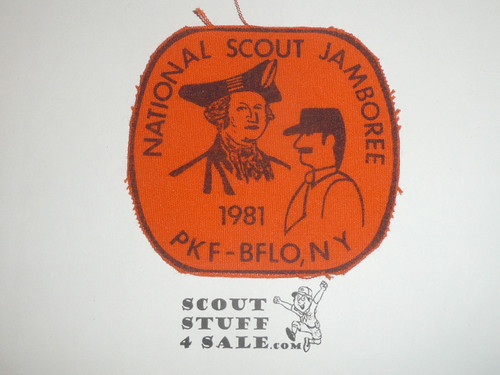 NATIONAL SCOUT JAMBOREE
1981
PKF-BFLO, NY
SCOUT
STUFF
4 SALE.COM